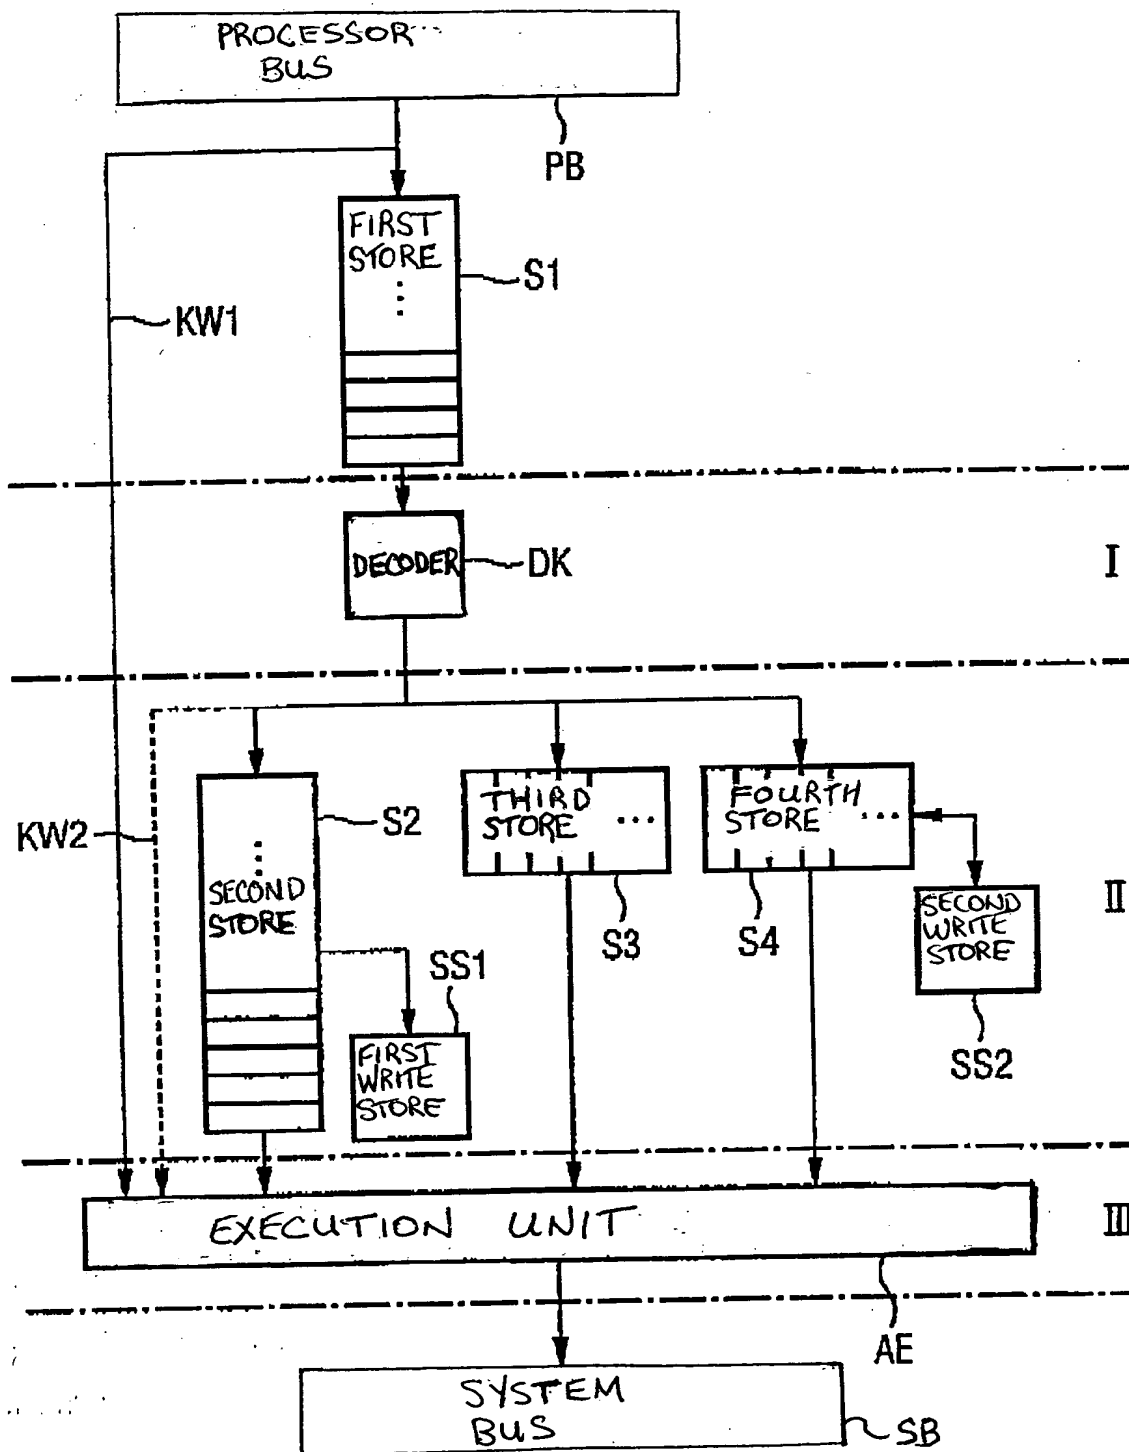 PROCESSOR
BUS
PB
FIRST
STORE
S1
KW1
DECODER
DK
I
KW2
SECOND
STORE
S2
THIRD
STORE
S3
FOURTH
STORE
S4
SECOND
WRITE
STORE
SS2
II
SS1
FIRST
WRITE
STORE
EXECUTION UNIT
III
AE
SYSTEM
BUS
SB